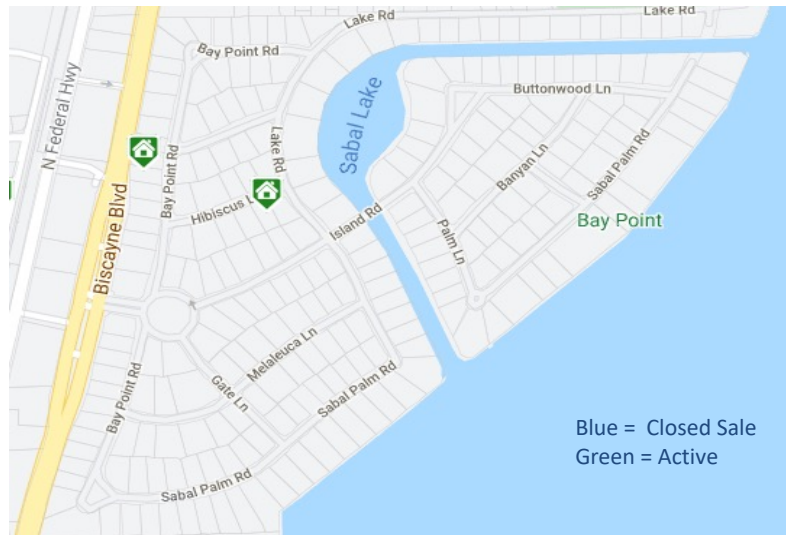 Lake Rd
Lake Rd
Bay Point Rd
N Federal Hwy
Buttonwood Ln
Sabal Lake
Lake Rd
Bay Point Rd
Banyan Ln
Sabal Palm Rd
Hibiscus L
Island Rd
Bay Point
Palm Ln
Biscayne Blvd
Melaleuca Ln
Gate Ln
Bay Point Rd
Sabal Palm Rd
Blue = Closed Sale
Green = Active
Sabal Palm Rd